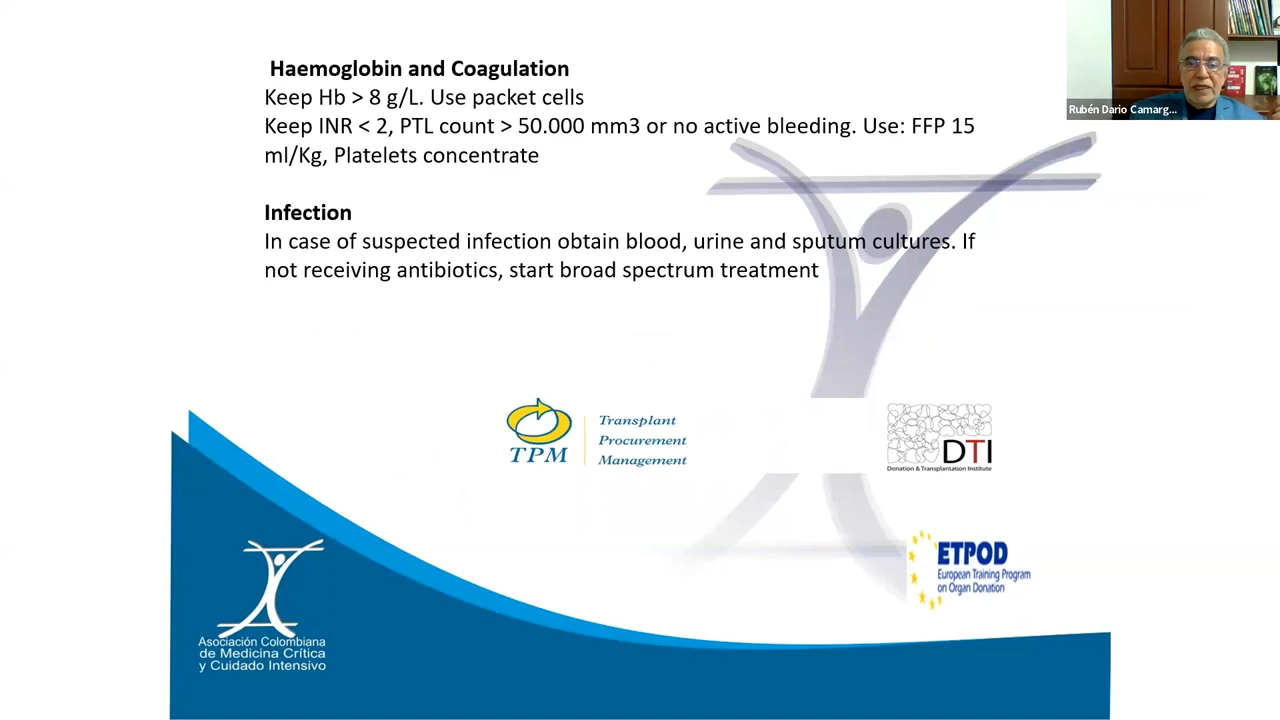 Haemoglobin and Coagulation
Keep Hb > 8 g/L. Use packet cells
Keep INR < 2, PTL count > 50.000 mm3 or no active bleeding. Use: FFP 15
ml/Kg, Platelets concentrate
Infection
In case of suspected infection obtain blood, urine and sputum cultures. If
not receiving antibiotics, start broad spectrum treatment
Rubén Dario Camarg...
TPM
Transplant
Procurement
Management
DTI
Donation & Transplantation Institute
ETPOD
European Training Program
on Organ Donation
Asociación Colombiana
de Medicina Crítica
y Cuidado Intensivo